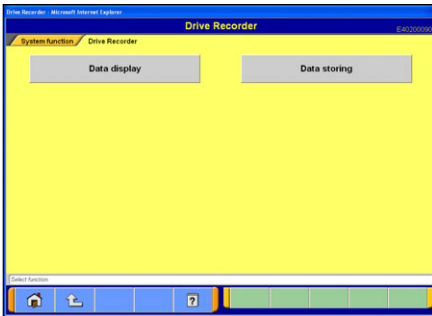 Drive Recorder - Microsoft Internet Explorer
Drive Recorder
E40200090
System function
Drive Recorder
Data display
Data storing
Select function.
?